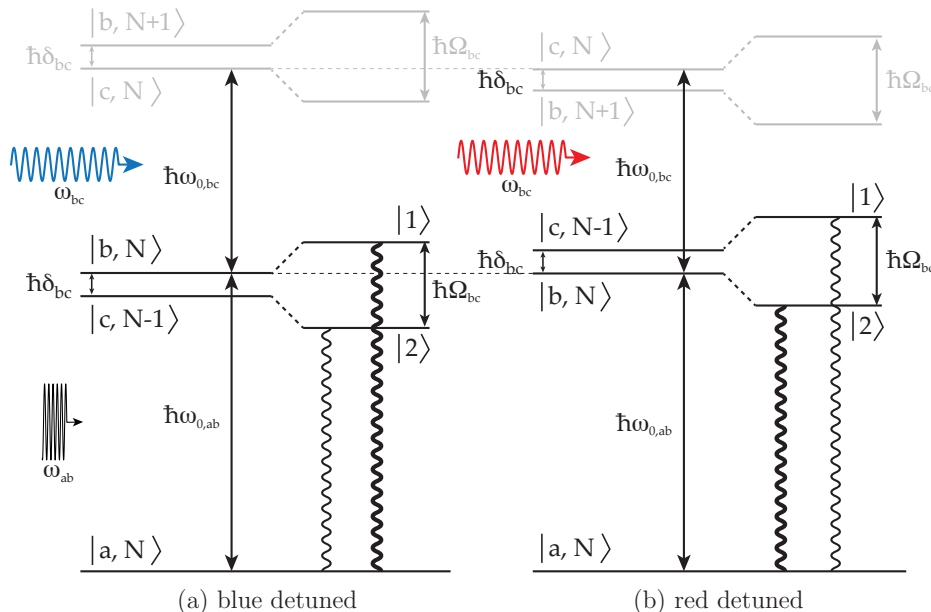 |b, N+1⟩
ħδbc
|c, N⟩
ħΩbc
ωbc
ħω0,bc
|b, N⟩
ħδbc
|c, N-1⟩
|1⟩
ħΩbc
|2⟩
ħω0,ab
ωab
|a, N⟩
(a) blue detuned
|c, N⟩
ħδbc
|b, N+1⟩
ħΩbc
ωbc
ħω0,bc
|c, N-1⟩
ħδbc
|b, N⟩
|1⟩
ħΩbc
|2⟩
ħω0,ab
|a, N⟩
(b) red detuned